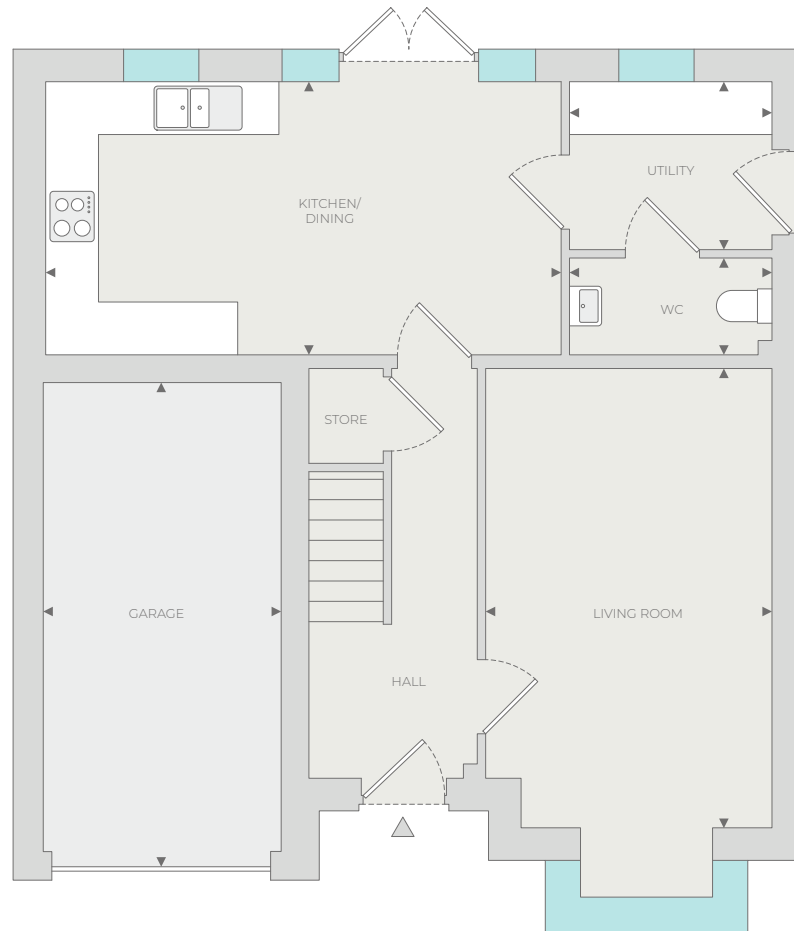 UTILITY
KITCHEN/
DINING
WC
STORE
GARAGE
LIVING ROOM
HALL